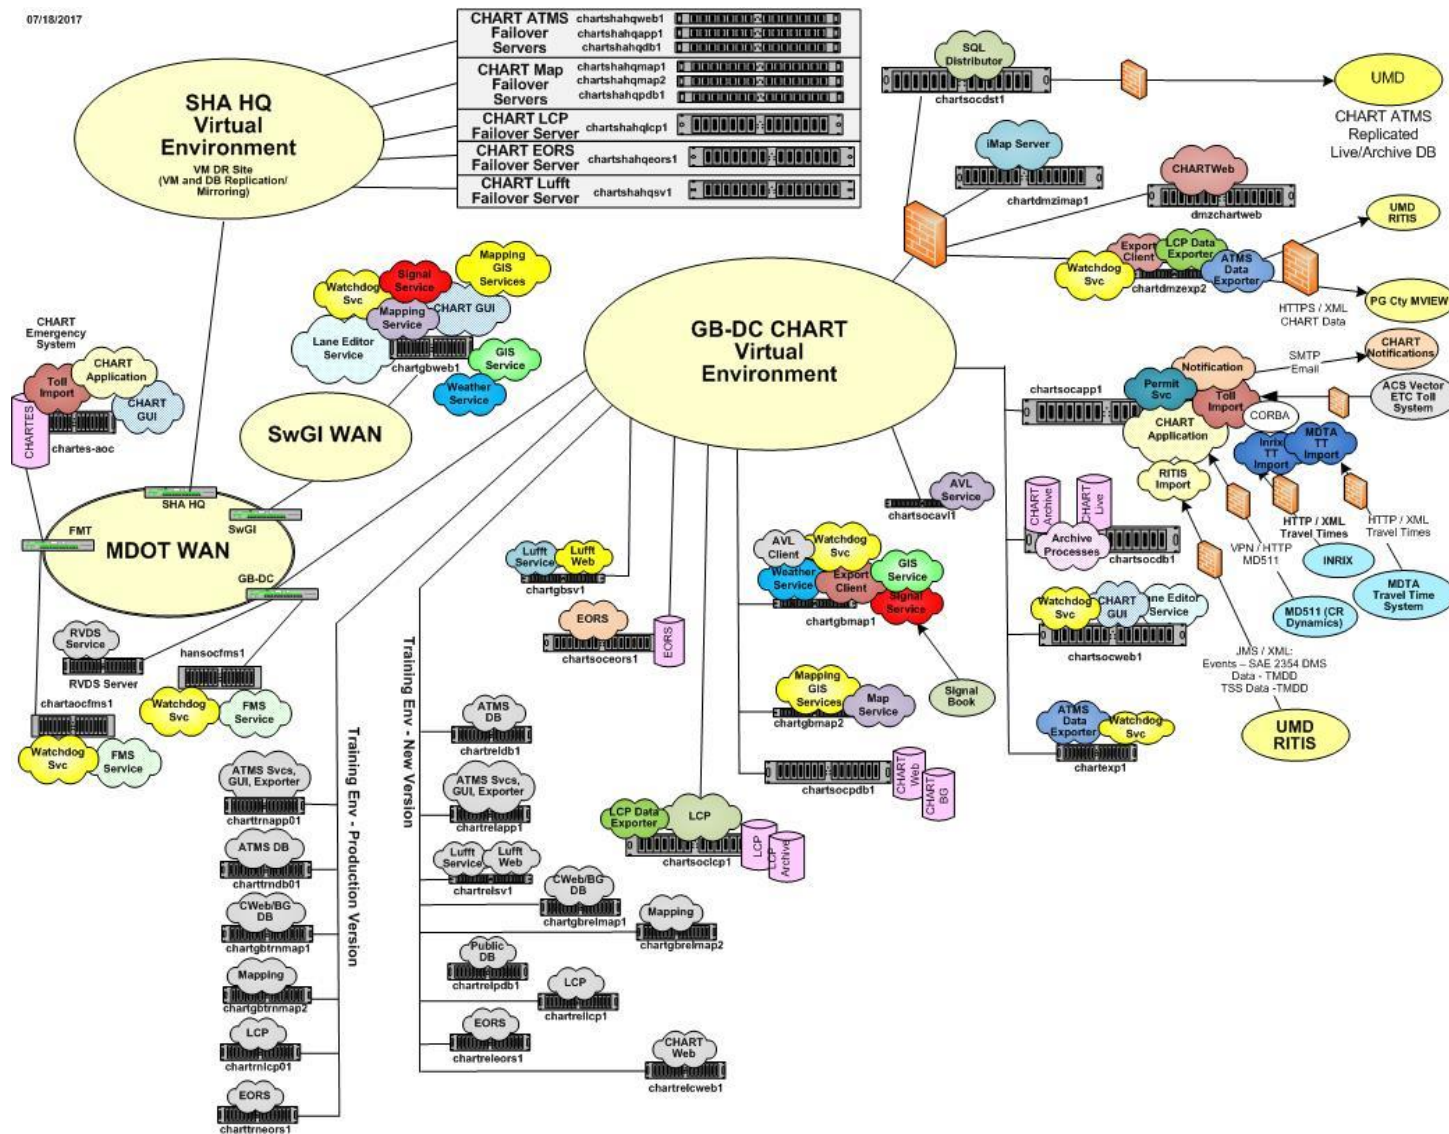 07/18/2017
CHART ATMS
Failover
Servers
chartshahqweb1
chartshahqapp1
chartshahqdb1
CHART Map
Failover
Servers
chartshahqmap1
chartshahqmap2
chartshahqpdb1
CHART LCP
Failover Server
chartshahqlcp1
CHART EORS
Failover Server
chartshahqeors1
CHART Lufft
Failover Server
chartshahqsv1
SHA HQ
Virtual
Environment
VM DR Site
(VM and DB Replication/
Mirroring)
SQL
Distributor
chartsocdst1
UMD
CHART ATMS
Replicated
Live/Archive DB
iMap Server
chartdmzimap1
CHARTWeb
dmzchartweb
UMD
RITIS
Export
Client
LCP Data
Exporter
Watchdog
Svc
ATMS
Data
Exporter
chartdmzexp2
HTTPS / XML
CHART Data
PG Cty MVIEW
Mapping
GIS
Services
Signal
Service
Watchdog
Svc
Mapping
Service
CHART GUI
Lane Editor
Service
chartgbweb1
GIS
Service
Weather
Service
CHART
Emergency
System
Toll
Import
CHART
Application
CHART
GUI
CHARTES
chartes-aoc
SwGI WAN
GB-DC CHART
Virtual
Environment
SMTP
Email
CHART
Notifications
Notification
chartsocapp1
Permit
Svc
Toll
Import
CORBA
ACS Vector
ETC Toll
System
CHART
Application
Inrix
TT
Import
MDTA
TT
Import
RITIS
Import
SHA HQ
SwGI
FMT
MDOT WAN
GB-DC
AVL
Service
chartsocavl1
CHART
Archive
CHART
Live
Archive
Processes
chartsocdb1
VPN / HTTP
MD511
HTTP / XML
Travel Times
HTTP / XML
Travel Times
INRIX
MDTA
Travel Time
System
MD511 (CR
Dynamics)
Lufft
Service
Lufft
Web
chartgbsv1
AVL
Client
Watchdog
Svc
Weather
Service
Export
Client
GIS
Service
Signal
Service
chartgbmap1
Watchdog
Svc
CHART
GUI
ne Editor
Service
chartsocweb1
EORS
chartsoceors1
EORS
RVDS
Service
RVDS Server
hansocfms1
Watchdog
Svc
FMS
Service
chartaocfms1
Watchdog
Svc
FMS
Service
JMS / XML:
Events – SAE 2354 DMS
Data - TMDD
TSS Data -TMDD
UMD
RITIS
Mapping
GIS
Services
Map
Service
chartgbmap2
Signal
Book
ATMS
Data
Exporter
Watchdog
Svc
chartexp1
chartsocpdb1
CHART
Web
CHART
BG
LCP Data
Exporter
LCP
chartsoclcp1
LCP
LCP
Archive
Training Env - Production Version
ATMS Svcs,
GUI, Exporter
charttrnapp01
ATMS DB
charttrndb01
CWeb/BG
DB
chartgbtrnmap1
Mapping
chartgbtrnmap2
LCP
chartrnlcp01
EORS
charttrneors1
Training Env - New Version
ATMS
DB
chartreldb1
ATMS Svcs,
GUI, Exporter
chartrelapp1
Lufft
Service
Lufft
Web
chartrelsv1
CWeb/BG
DB
chartgbrelmap1
Mapping
chartgbrelmap2
Public
DB
chartrelpdb1
LCP
chartrellcp1
EORS
chartreleors1
CHART
Web
chartrelcweb1